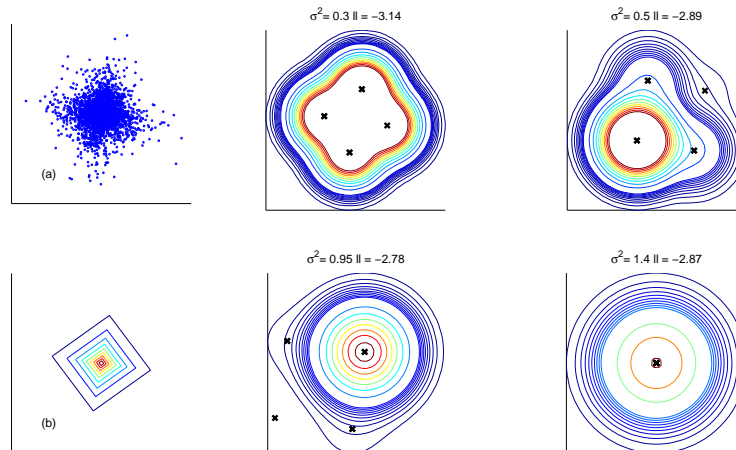 σ²= 0.3 ll = −3.14
σ²= 0.5 ll = −2.89
(a)
σ²= 0.95 ll = −2.78
σ²= 1.4 ll = −2.87
(b)